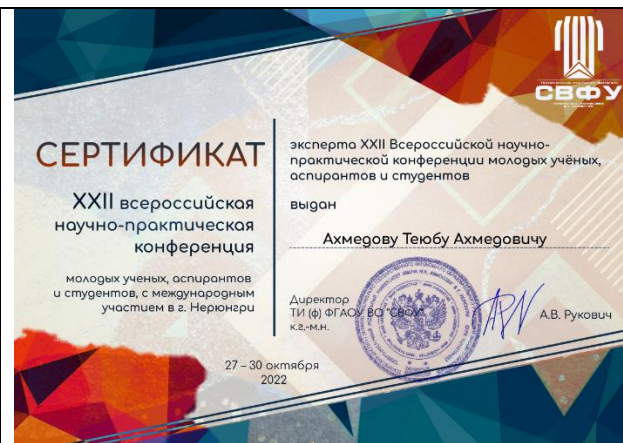 СВФУ
СЕРТИФИКАТ
XXII всероссийская
научно-практическая
конференция
молодых ученых, аспирантов
и студентов, с международным
участием в г. Нерюнгри
эксперта XXII Всероссийской научно-
практической конференции молодых учёных,
аспирантов и студентов
выдан
Ахмедову Теюбу Ахмедовичу
Директор
ТИ (ф) ФГАОУ ВО "СВФУ"
к.г.-м.н.
А.В. Рукович
27 – 30 октября
2022